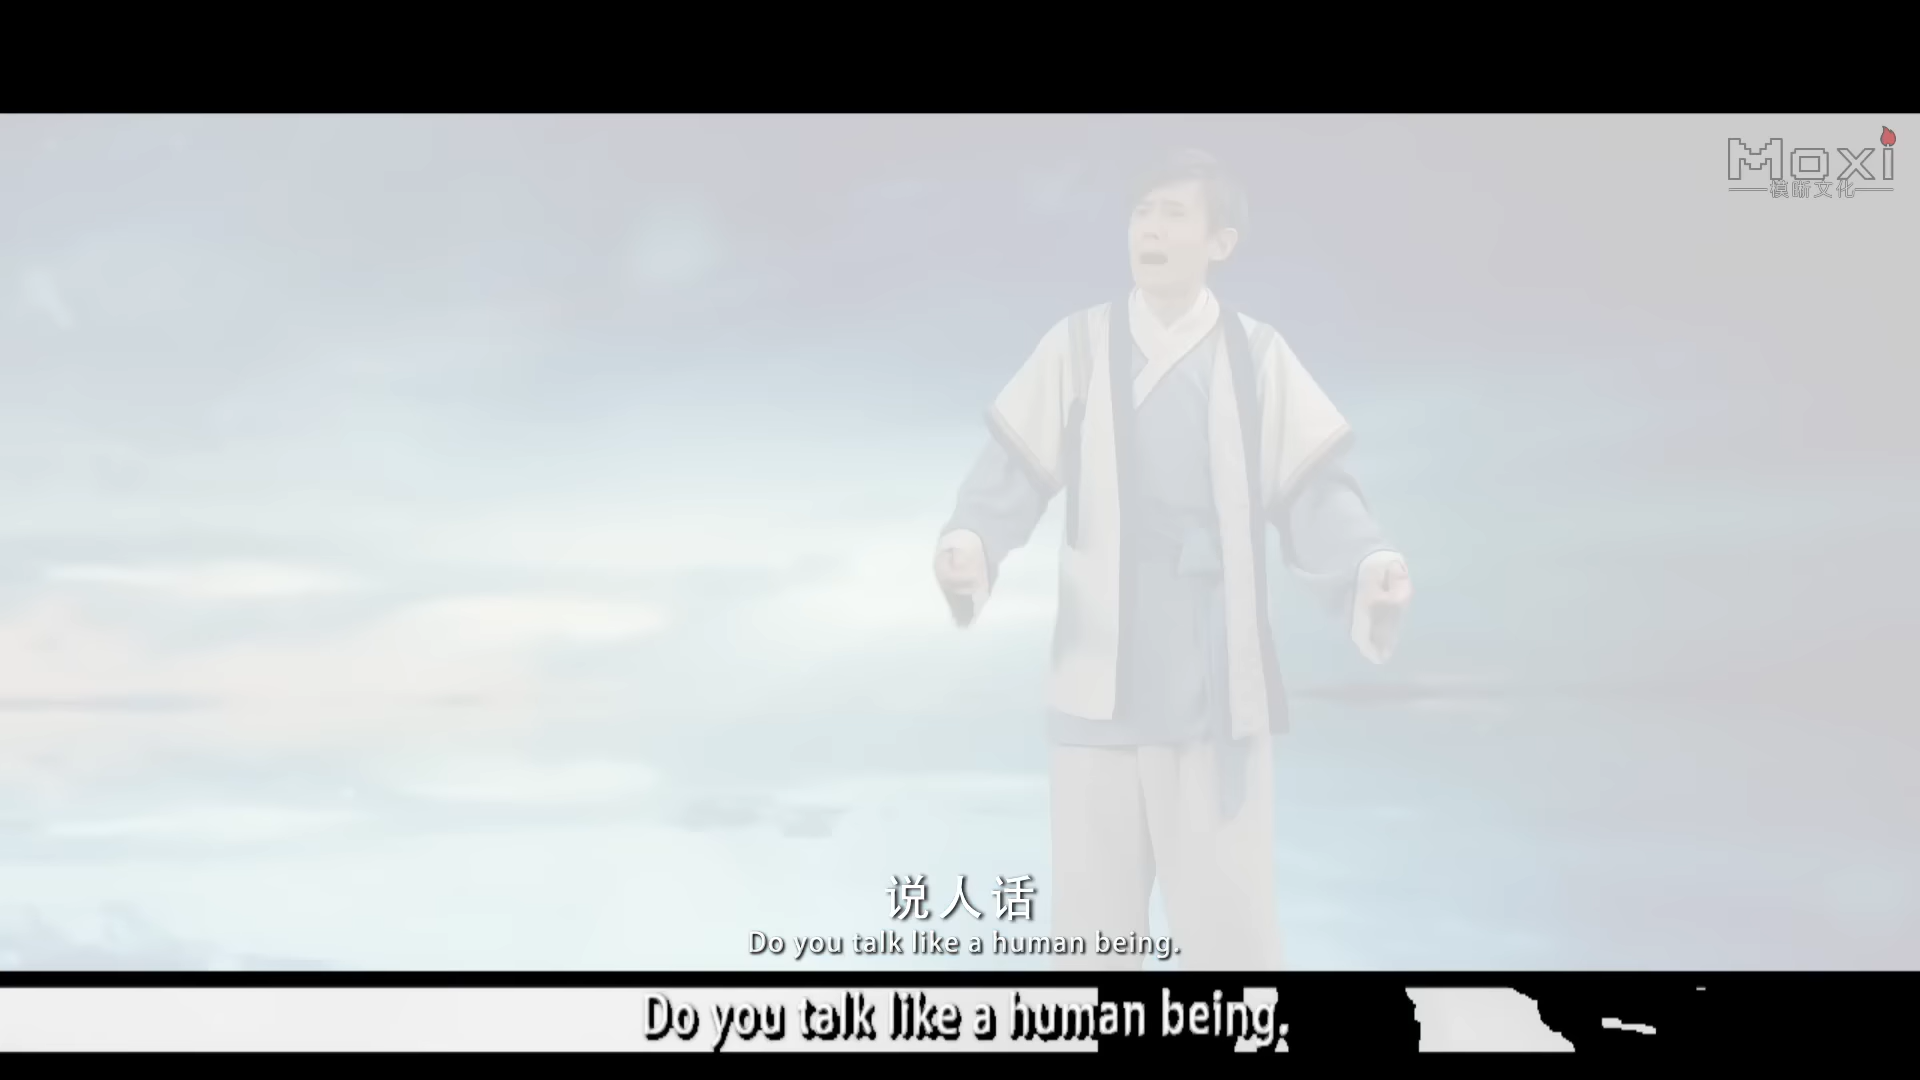 Moxi
模晰文化
说人话
Do you talk like a human being.
Do you talk like a human being.